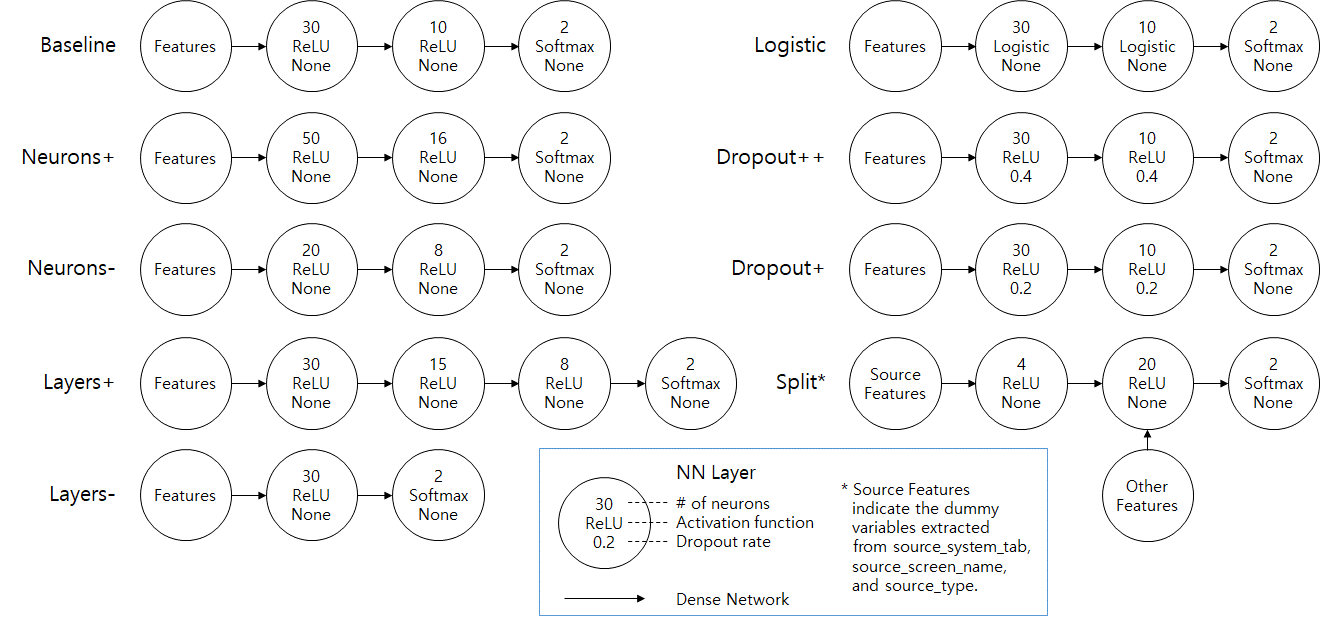 Baseline
Features
30
ReLU
None
10
ReLU
None
2
Softmax
None
Neurons+
Features
50
ReLU
None
16
ReLU
None
2
Softmax
None
Neurons-
Features
20
ReLU
None
8
ReLU
None
2
Softmax
None
Layers+
Features
30
ReLU
None
15
ReLU
None
8
ReLU
None
2
Softmax
None
Layers-
Features
30
ReLU
None
2
Softmax
None
Logistic
Features
30
Logistic
None
10
Logistic
None
2
Softmax
None
Dropout++
Features
30
ReLU
0.4
10
ReLU
0.4
2
Softmax
None
Dropout+
Features
30
ReLU
0.2
10
ReLU
0.2
2
Softmax
None
Split*
Source
Features
4
ReLU
None
20
ReLU
None
2
Softmax
None
Other
Features
NN Layer
30
ReLU
0.2
# of neurons
Activation function
Dropout rate
Dense Network
* Source Features
indicate the dummy
variables extracted
from source_system_tab,
source_screen_name,
and source_type.